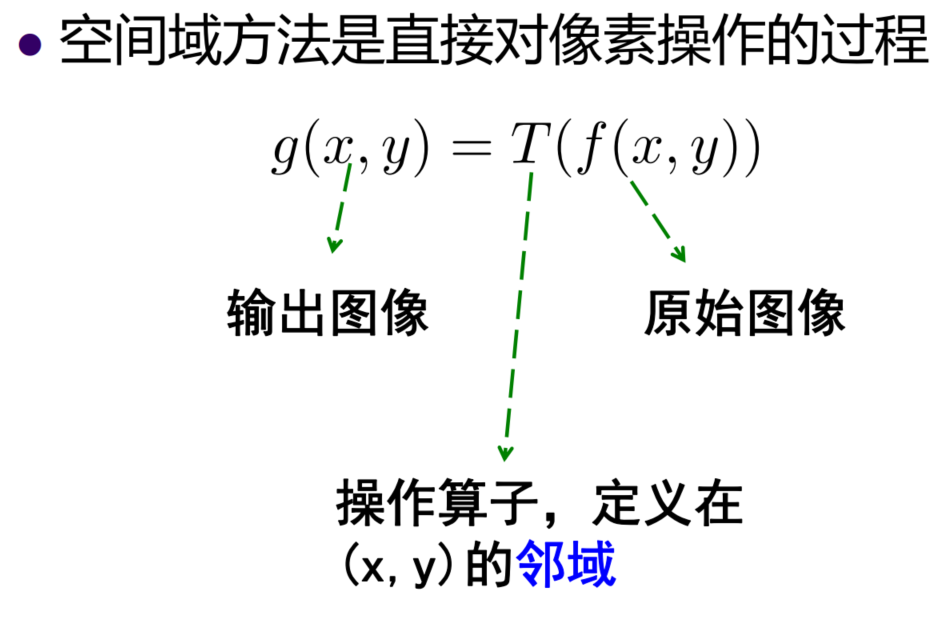 ● 空间域方法是直接对像素操作的过程
g(x, y) = T(f(x, y))
输出图像
原始图像
操作算子，定义在
(x, y)的邻域